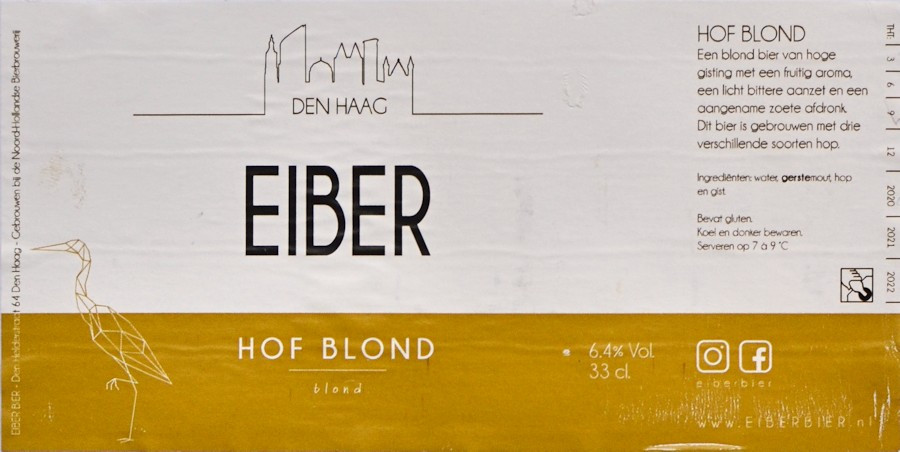 EIBER BIER - Den Helderstraat 64 Den Haag - Gebrouwen bij de Noord-Hollandse Bierbrouwerij
DEN HAAG
EIBER
HOF BLOND
blond
6.4% Vol.
33 cl.
HOF BLOND
Een blond bier van hoge
gisting met een fruitig aroma,
een licht bittere aanzet en een
aangename zoete afdronk.
Dit bier is gebrouwen met drie
verschillende soorten hop.
Ingrediënten: water, gerstemout, hop
en gist.
Bevat gluten.
Koel en donker bewaren.
Serveren op 7 à 9 °C
eiberbier
www.EIBERBIER.nl
THT:
3
6
9
12
2020
2021
2022